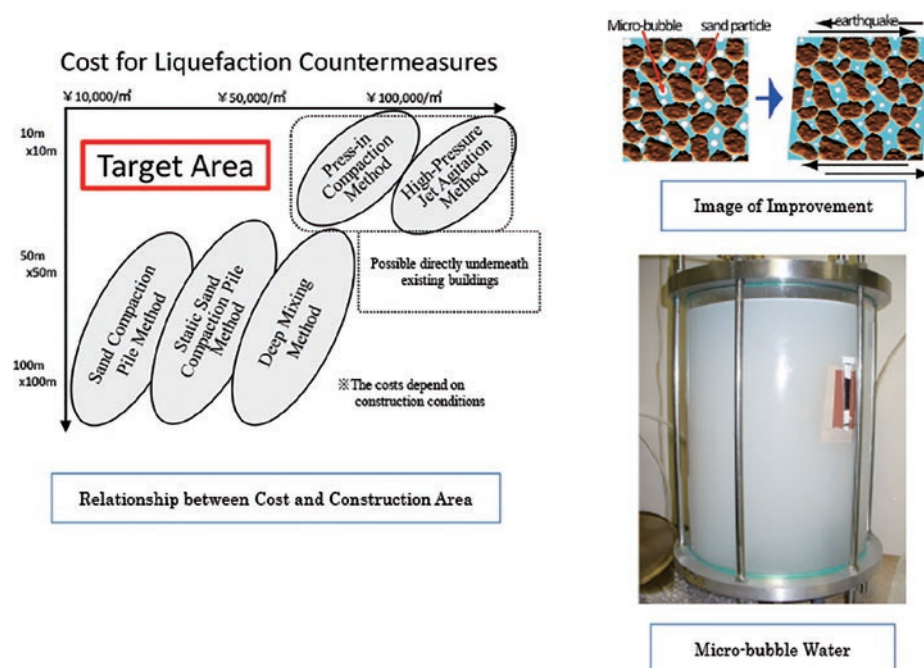 Cost for Liquefaction Countermeasures
¥10,000/㎡ ¥50,000/㎡ ¥100,000/㎡
10m
x10m
Target Area
Press-in
Compaction
Method
High-Pressure
Jet Agitation
Method
50m
x50m
Possible directly underneath
existing buildings
Sand Compaction
Pile Method
Static Sand
Compaction Pile
Method
Deep Mixing
Method
100m
x100m
※The costs depend on
construction conditions
Relationship between Cost and Construction Area
Micro-bubble sand particle
earthquake
Image of Improvement
Micro-bubble Water